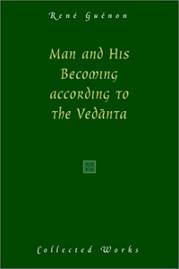 René Guénon
Man and His
Becoming
according to
the Vedānta
Collected Works